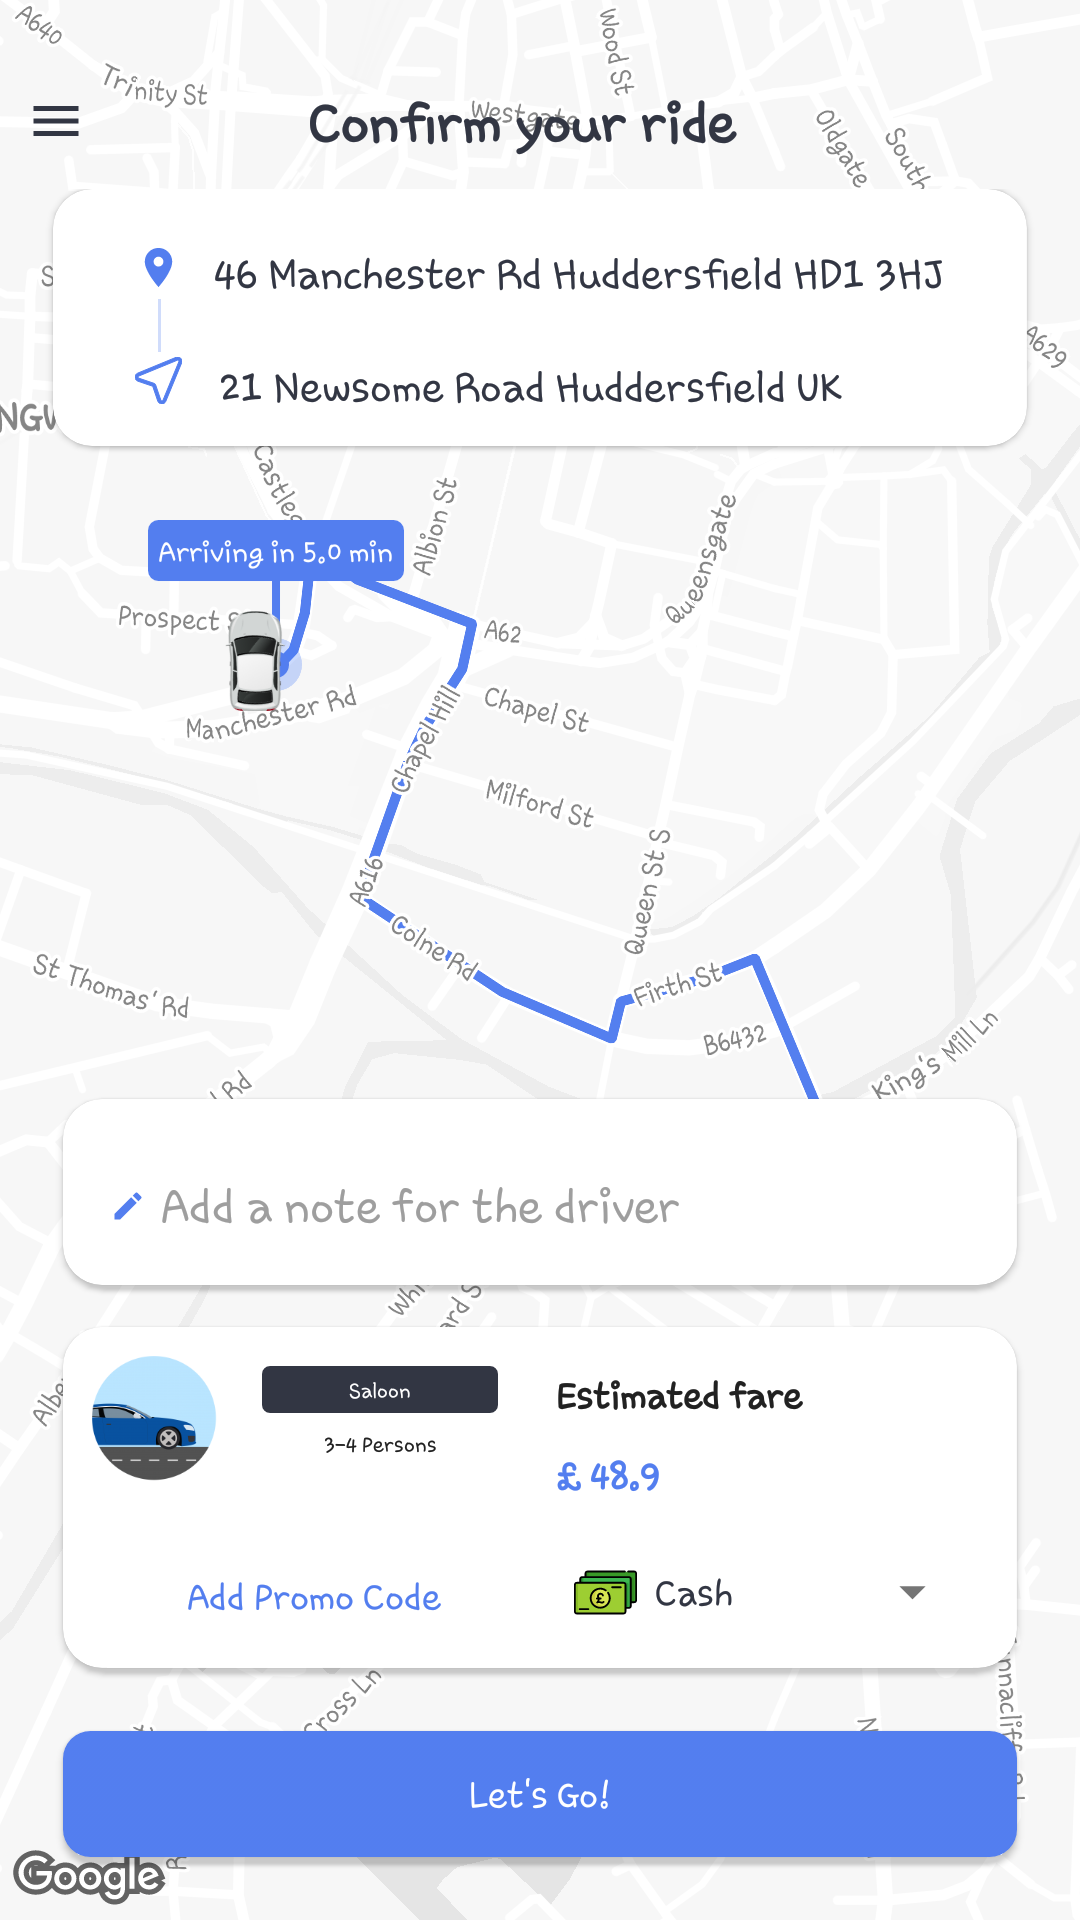 A640
Trinity St
Wood St
Westgate
Oldgate
South
Confirm your ride
46 Manchester Rd Huddersfield HD1 3HJ
A629
21 Newsome Road Huddersfield UK
Albion St
Queensgate
Arriving in 5.0 min
Prospect
A62
Manchester Rd
Chapel Hill
Chapel St
Milford St
A616
Queen St S
Colne Rd
St Thomas' Rd
Firth St
B6432
King's Mill Ln
Rd
Add a note for the driver
Saloon
Estimated fare
3-4 Persons
£ 48.9
Add Promo Code
Cash
Cross Ln
Let's Go!
Google